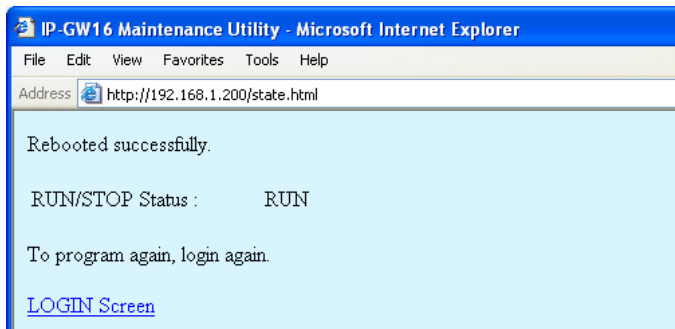 IP-GW16 Maintenance Utility - Microsoft Internet Explorer
File Edit View Favorites Tools Help
Address http://192.168.1.200/state.html
Rebooted successfully.
RUN/STOP Status : RUN
To program again, login again.
LOGIN Screen